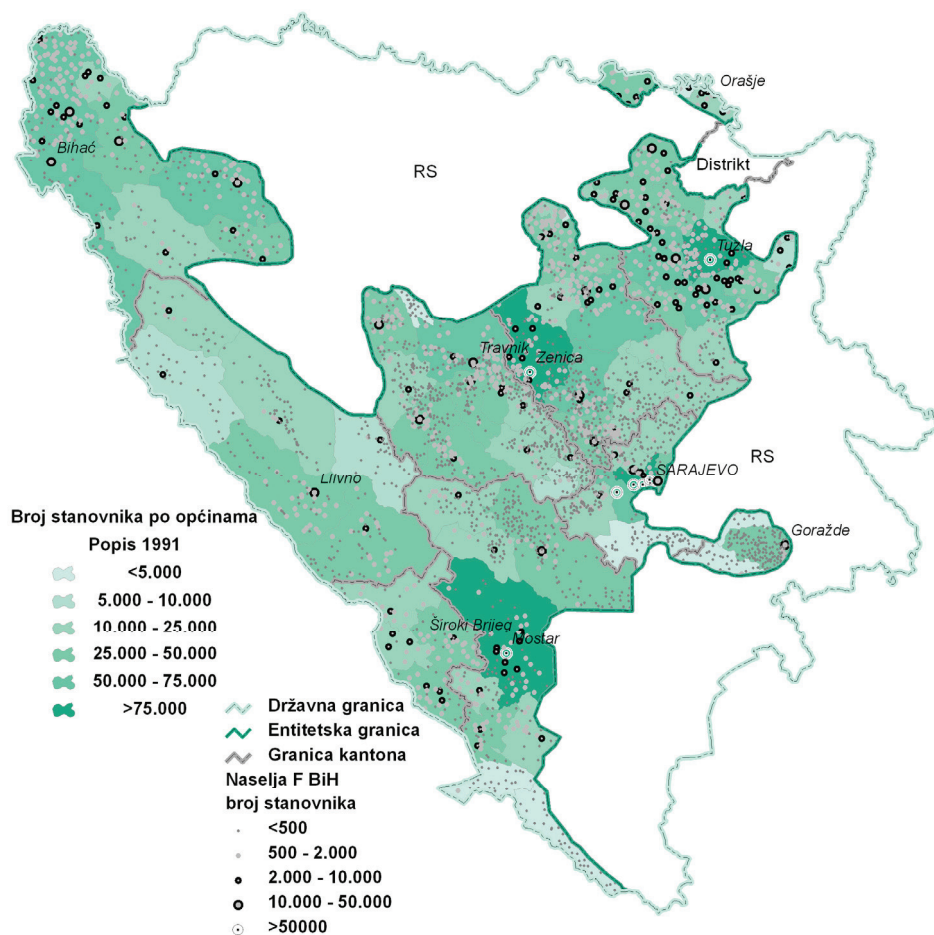 Orašje
Bihać
Distrikt
RS
Tuzla
Travnik
Zenica
RS
SARAJEVO
Livno
Goražde
Široki Brijeg
Mostar
Broj stanovnika po općinama
Popis 1991
<5.000
5.000 - 10.000
10.000 - 25.000
25.000 - 50.000
50.000 - 75.000
>75.000
Državna granica
Entitetska granica
Granica kantona
Naselja F BiH
broj stanovnika
<500
500 - 2.000
2.000 - 10.000
10.000 - 50.000
>50000